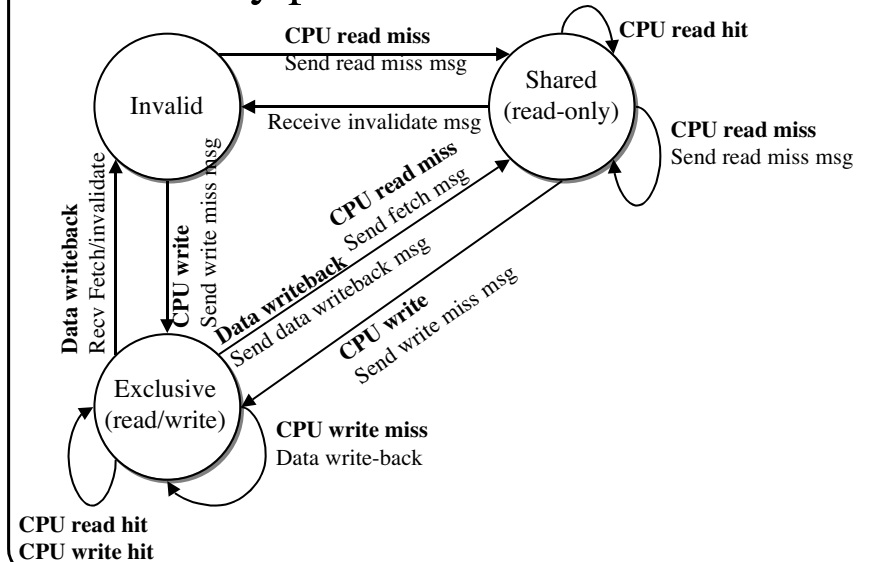 CPU read miss
Send read miss msg
CPU read hit
Invalid
Shared
(read-only)
Receive invalidate msg
CPU read miss
Send read miss msg
Data writeback
Recv Fetch/invalidate
CPU write
Send write miss msg
CPU read miss
Send fetch msg
Data writeback
Send data writeback msg
CPU write
Send write miss msg
Exclusive
(read/write)
CPU write miss
Data write-back
CPU read hit
CPU write hit